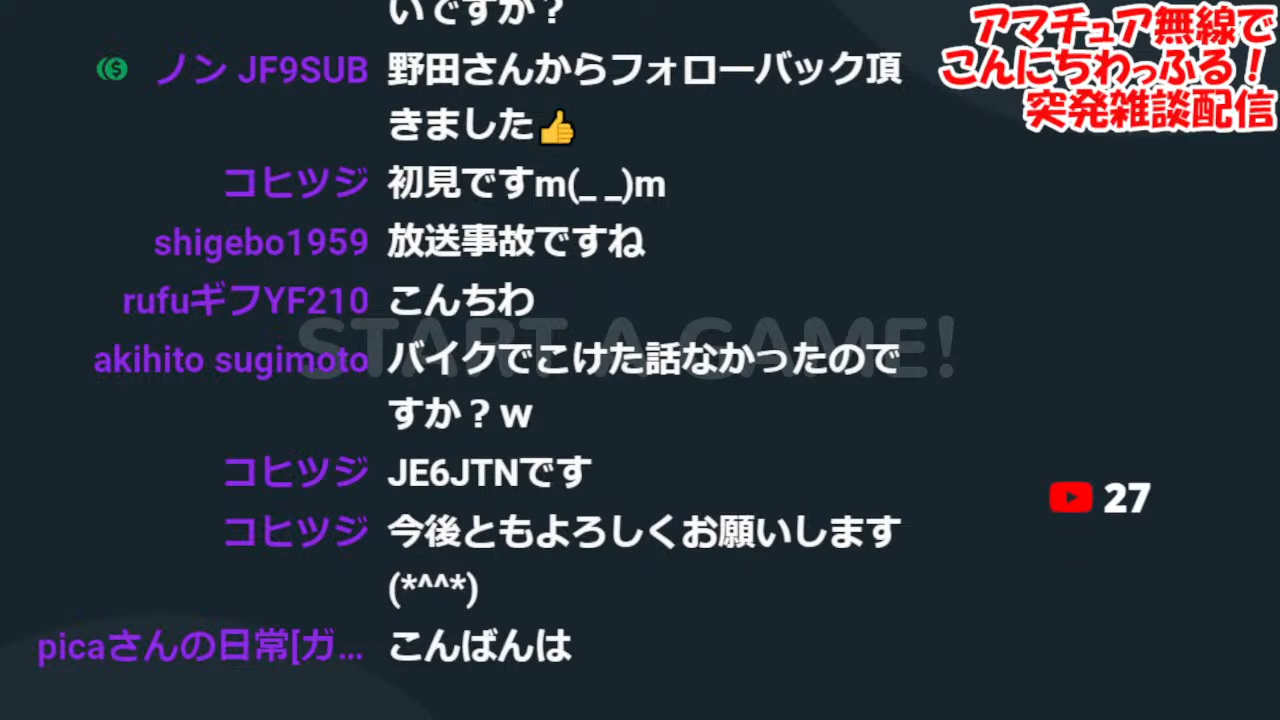 いですか？
アマチュア無線で
こんにちわっふる！
突発雑談配信
ノン JF9SUB 野田さんからフォローバック頂
きました👍
コヒツジ 初見ですm(_ _)m
shigebo1959 放送事故ですね
rufuギフYF210 こんちわ
START A GAME!
akihito sugimoto バイクでこけた話なかったので
すか？w
コヒツジ JE6JTNです
27
コヒツジ 今後ともよろしくお願いします
(*^^*)
picaさんの日常[ガ... こんばんは